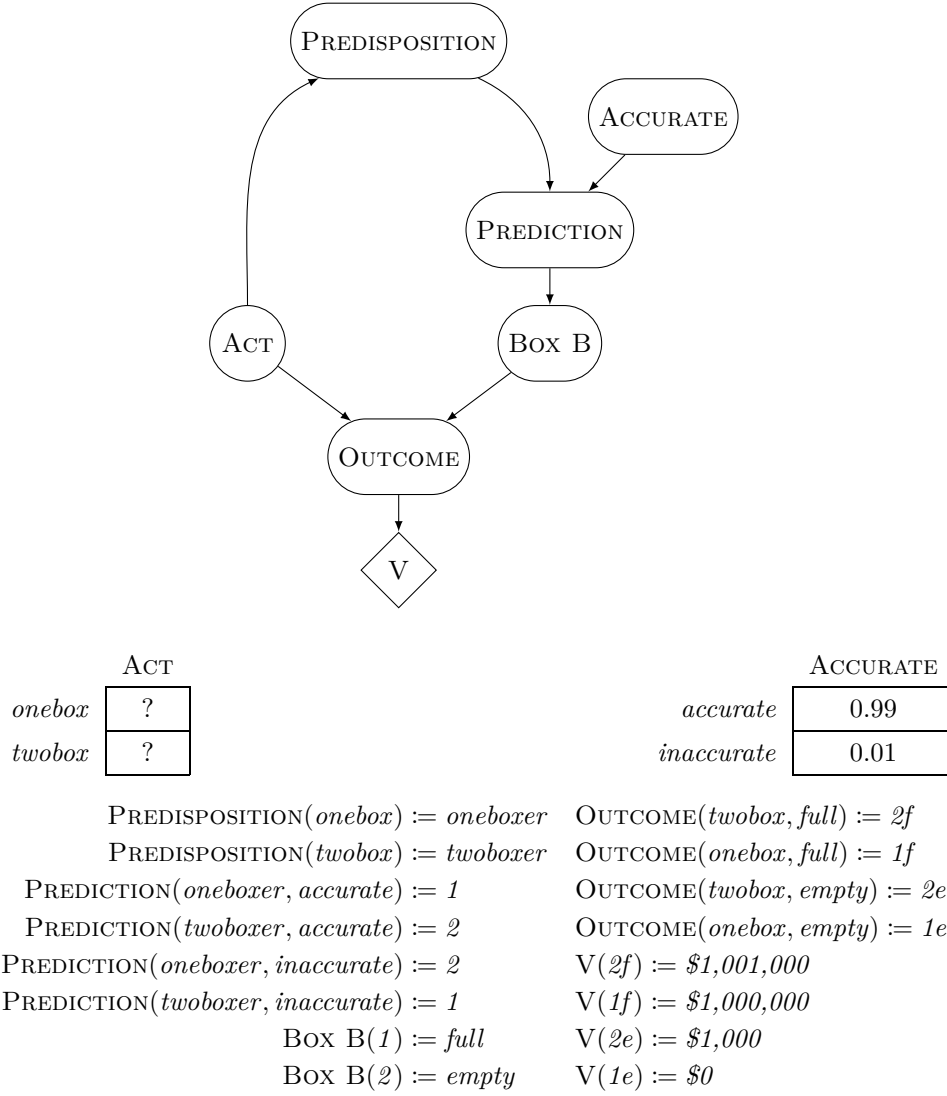 PREDISPOSITION
ACCURATE
PREDICTION
ACT
BOX B
OUTCOME
V
ACT
onebox ?
twobox ?
ACCURATE
accurate 0.99
inaccurate 0.01
PREDISPOSITION(onebox) ≔ oneboxer
PREDISPOSITION(twobox) ≔ twoboxer
PREDICTION(oneboxer, accurate) ≔ 1
PREDICTION(twoboxer, accurate) ≔ 2
PREDICTION(oneboxer, inaccurate) ≔ 2
PREDICTION(twoboxer, inaccurate) ≔ 1
BOX B(1) ≔ full
BOX B(2) ≔ empty
OUTCOME(twobox, full) ≔ 2f
OUTCOME(onebox, full) ≔ 1f
OUTCOME(twobox, empty) ≔ 2e
OUTCOME(onebox, empty) ≔ 1e
V(2f) ≔ $1,001,000
V(1f) ≔ $1,000,000
V(2e) ≔ $1,000
V(1e) ≔ $0